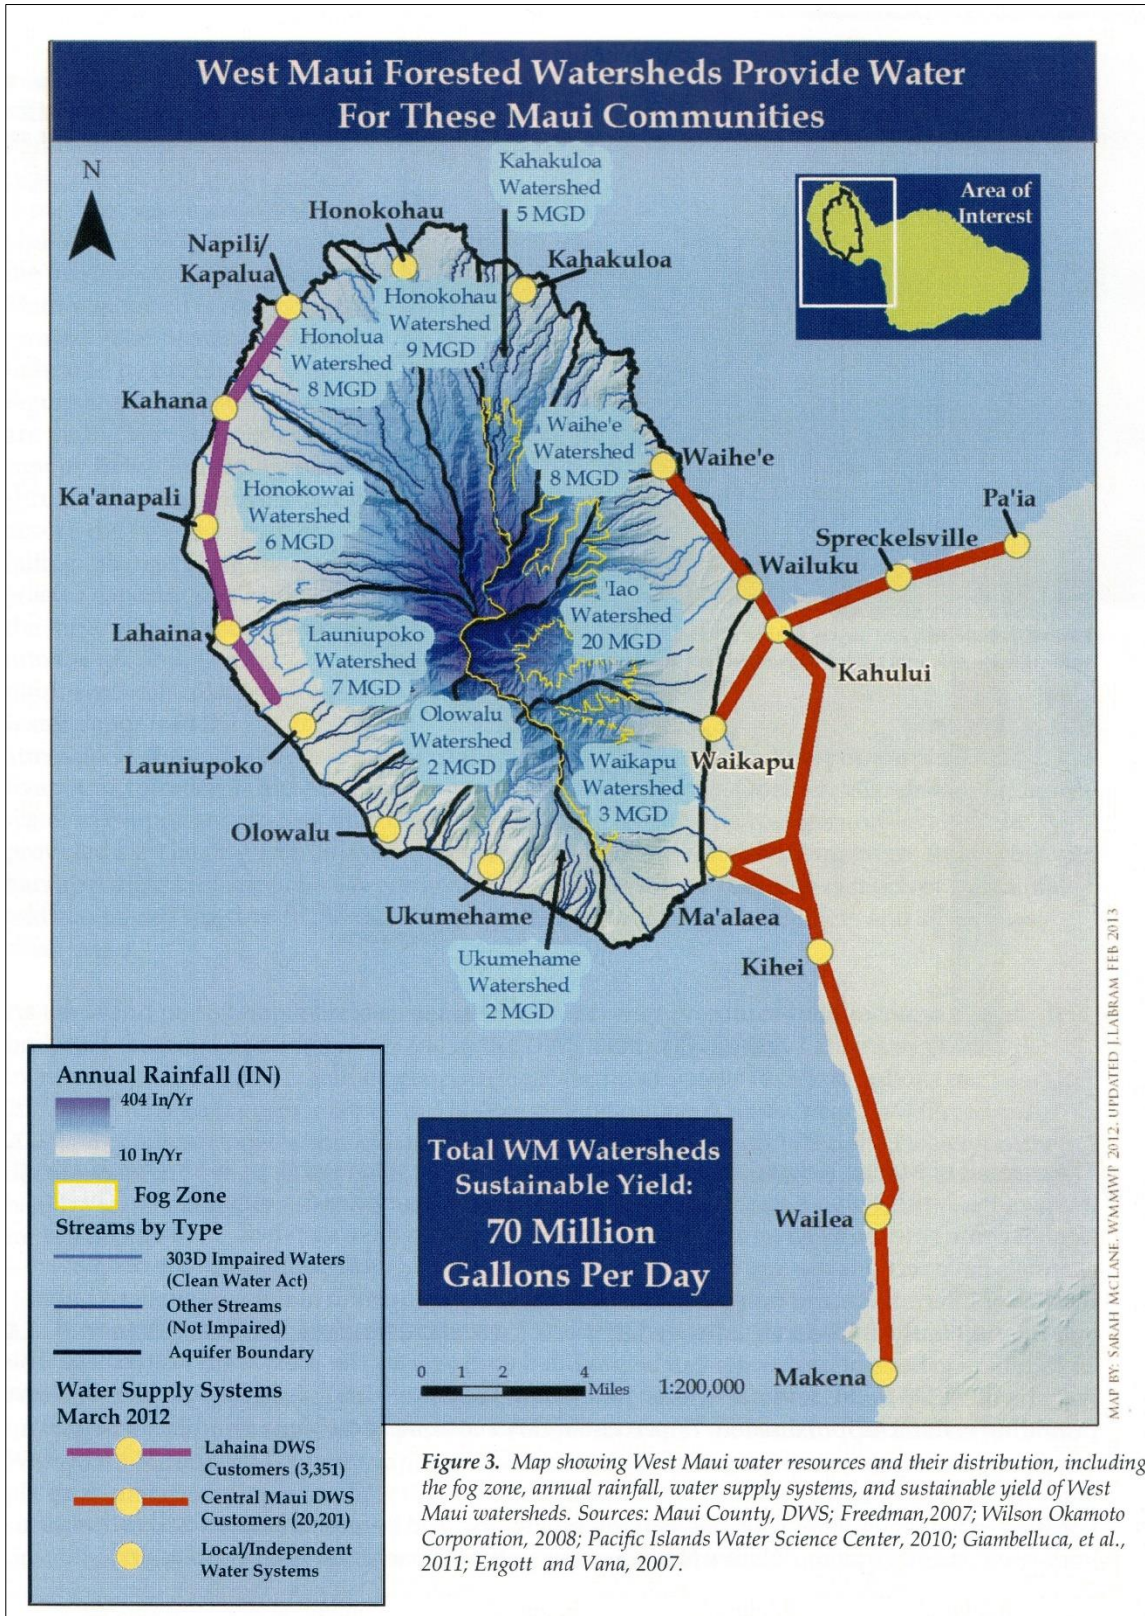 West Maui Forested Watersheds Provide Water
For These Maui Communities
N
Kahakuloa
Watershed
5 MGD
Area of
Interest
Honokohau
Napili/
Kapalua
Kahakuloa
Honokohau
Watershed
9 MGD
Honolua
Watershed
8 MGD
Kahana
Waihe'e
Watershed
8 MGD
Waihe'e
Ka'anapali
Honokowai
Watershed
6 MGD
Pa'ia
Spreckelsville
Wailuku
'Iao
Watershed
20 MGD
Lahaina
Launiupoko
Watershed
7 MGD
Kahului
Olowalu
Watershed
2 MGD
Launiupoko
Waikapu
Waikapu
Watershed
3 MGD
Olowalu
Ukumehame
Ma'alaea
Ukumehame
Watershed
2 MGD
Kihei
Wailea
Makena
Annual Rainfall (IN)
404 In/Yr
10 In/Yr
Fog Zone
Streams by Type
303D Impaired Waters
(Clean Water Act)
Other Streams
(Not Impaired)
Aquifer Boundary
Water Supply Systems
March 2012
Lahaina DWS
Customers (3,351)
Central Maui DWS
Customers (20,201)
Local/Independent
Water Systems
Total WM Watersheds
Sustainable Yield:
70 Million
Gallons Per Day
0 1 2 4
Miles 1:200,000
MAP BY: SARAH MCLANE, WMMWP 2012, UPDATED J.LABRAM FEB 2013
Figure 3. Map showing West Maui water resources and their distribution, including
the fog zone, annual rainfall, water supply systems, and sustainable yield of West
Maui watersheds. Sources: Maui County, DWS; Freedman,2007; Wilson Okamoto
Corporation, 2008; Pacific Islands Water Science Center, 2010; Giambelluca, et al.,
2011; Engott and Vana, 2007.